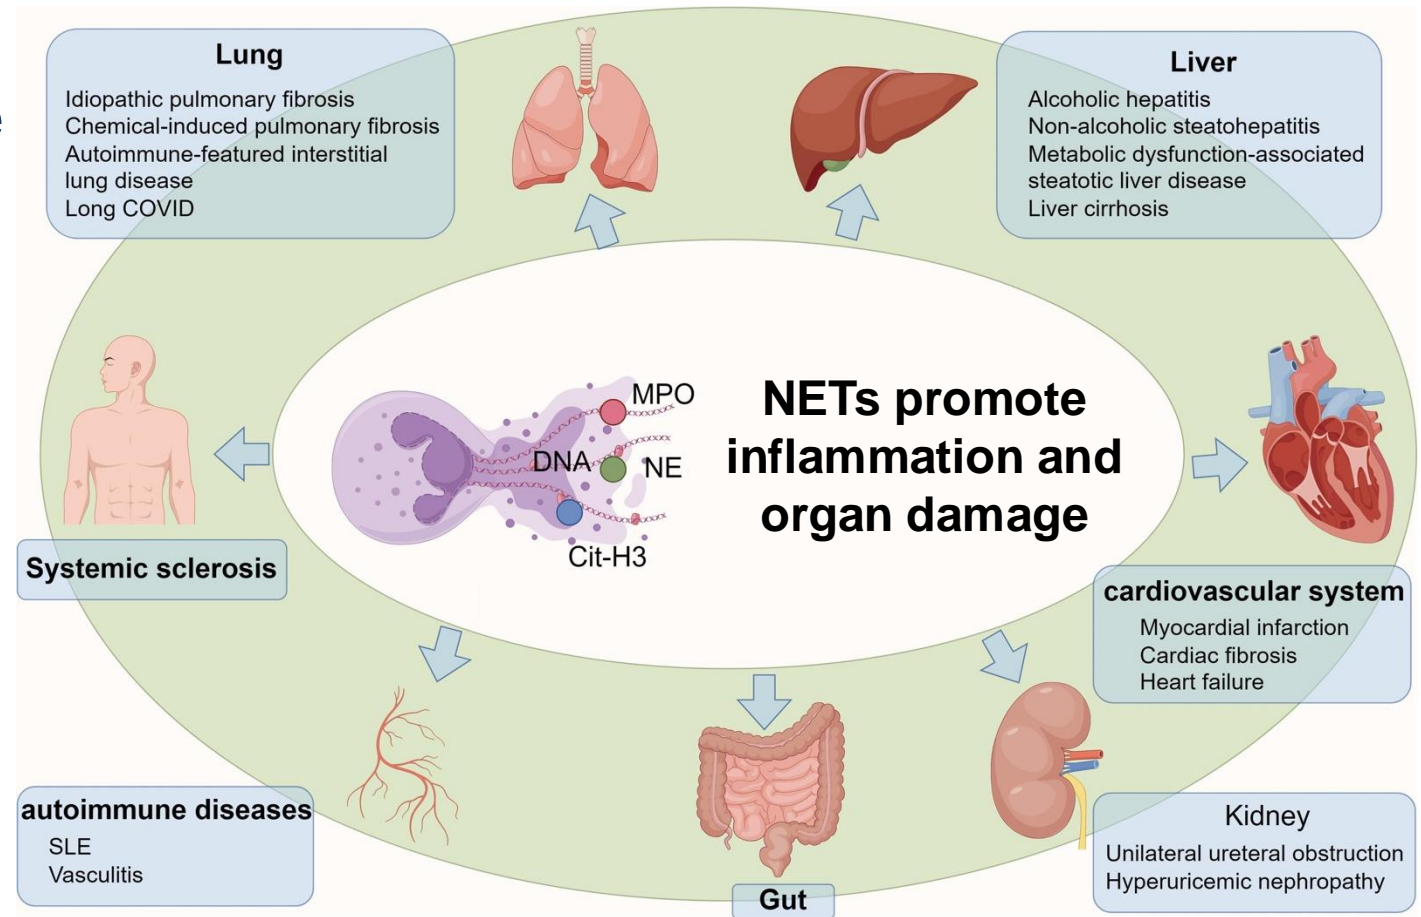 Lung
Idiopathic pulmonary fibrosis
Chemical-induced pulmonary fibrosis
Autoimmune-featured interstitial
lung disease
Long COVID
Liver
Alcoholic hepatitis
Non-alcoholic steatohepatitis
Metabolic dysfunction-associated
steatotic liver disease
Liver cirrhosis
MPO
DNA
NE
Cit-H3
NETs promote
inflammation and
organ damage
Systemic sclerosis
cardiovascular system
Myocardial infarction
Cardiac fibrosis
Heart failure
autoimmune diseases
SLE
Vasculitis
Gut
Kidney
Unilateral ureteral obstruction
Hyperuricemic nephropathy